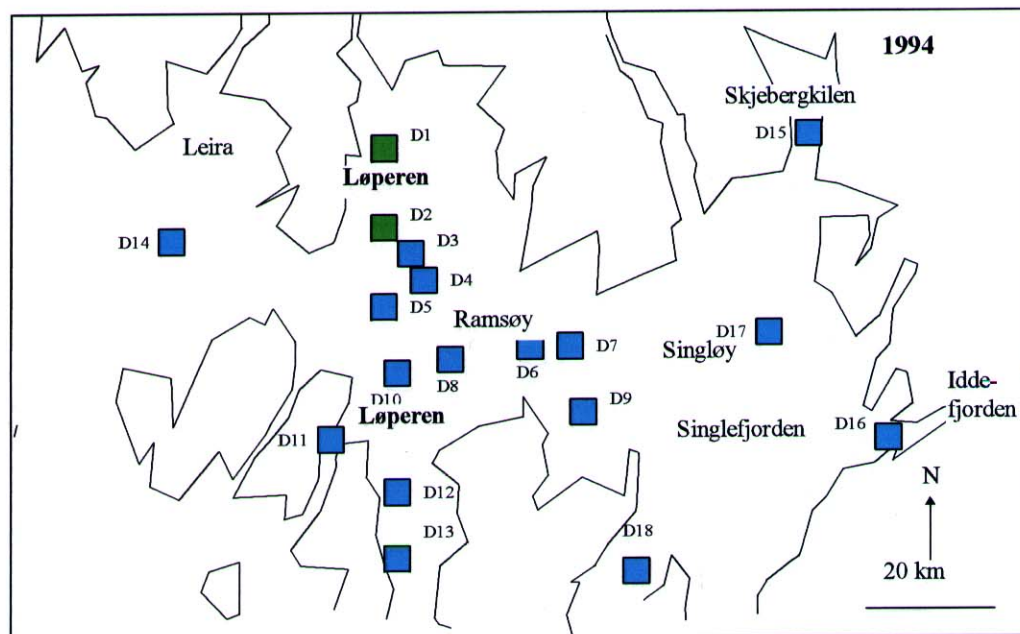 1994
Skjebergkilen
D15
D1
Leira
Løperen
D2
D14
D3
D4
D5
Ramsøy
D17
D7
Singløy
D8
D6
D10
Idde-
fjorden
Løperen
D9
Singlefjorden
D16
D11
N
D12
D13
D18
20 km